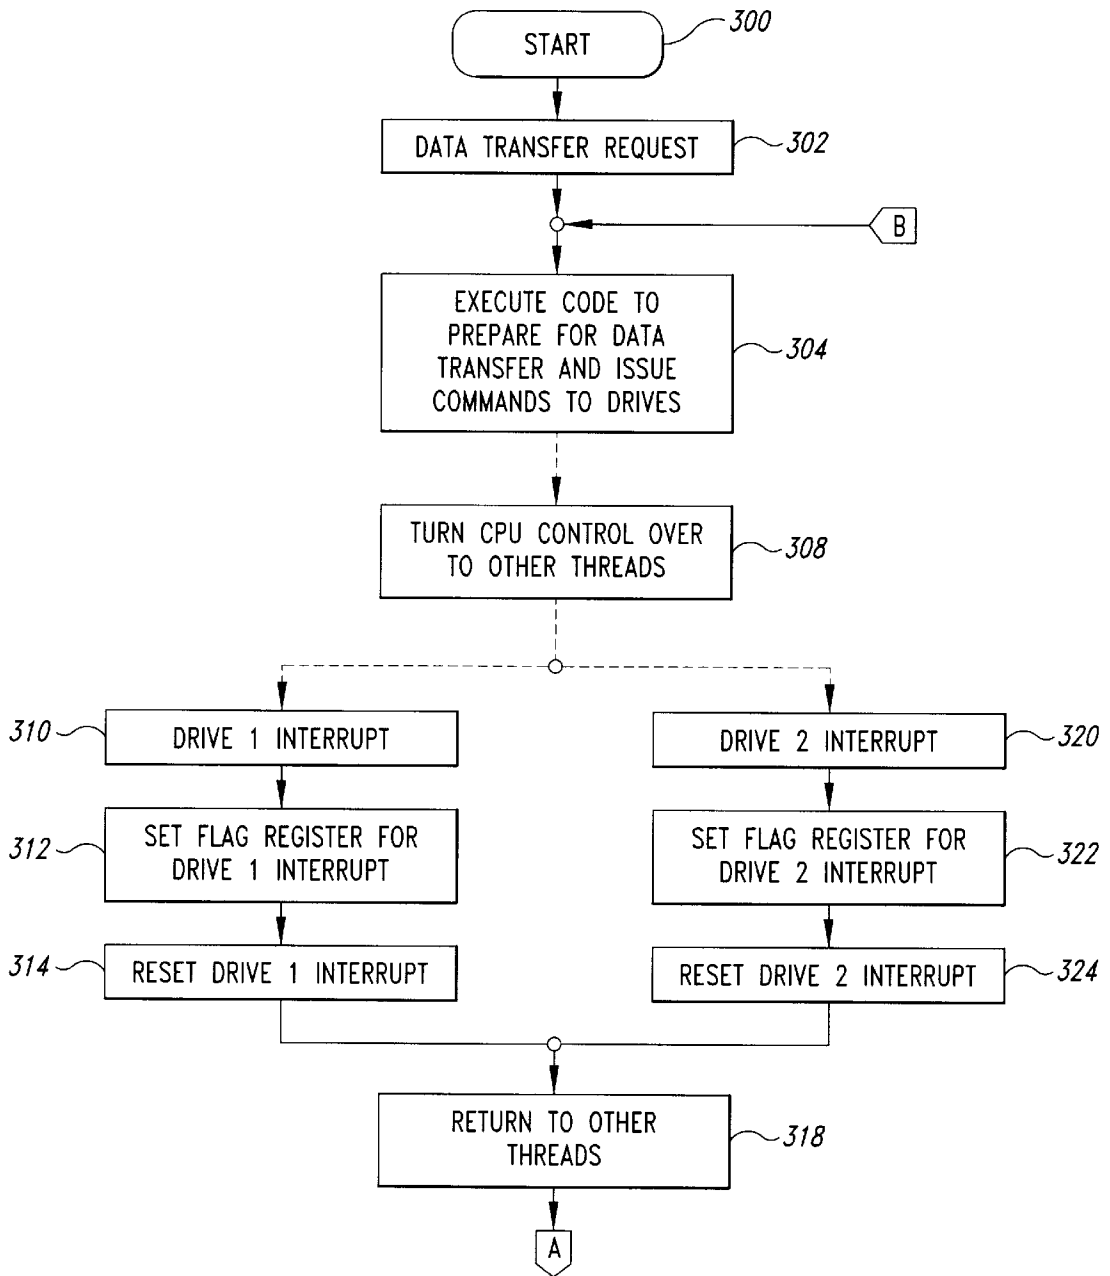 START
300
DATA TRANSFER REQUEST
302
B
EXECUTE CODE TO
PREPARE FOR DATA
TRANSFER AND ISSUE
COMMANDS TO DRIVES
304
TURN CPU CONTROL OVER
TO OTHER THREADS
308
310
DRIVE 1 INTERRUPT
312
SET FLAG REGISTER FOR
DRIVE 1 INTERRUPT
314
RESET DRIVE 1 INTERRUPT
DRIVE 2 INTERRUPT
320
SET FLAG REGISTER FOR
DRIVE 2 INTERRUPT
322
RESET DRIVE 2 INTERRUPT
324
RETURN TO OTHER
THREADS
318
A